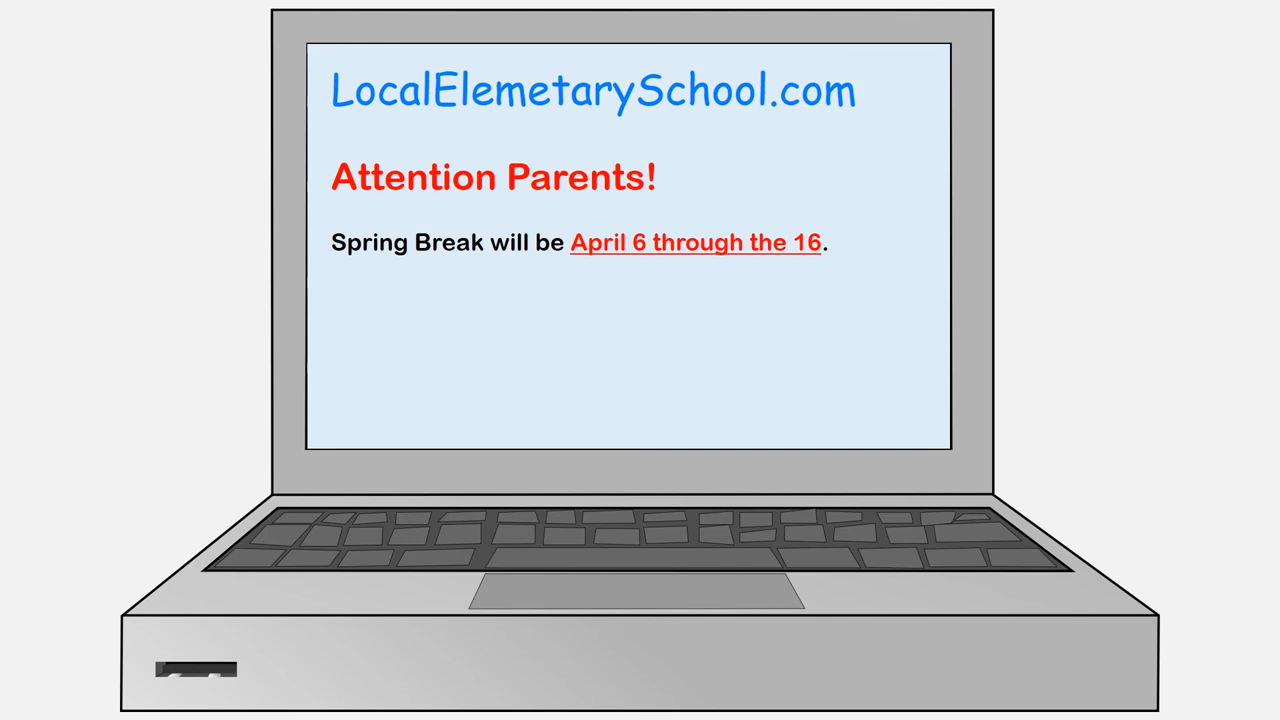 LocalElemetarySchool.com
Attention Parents!
Spring Break will be April 6 through the 16.